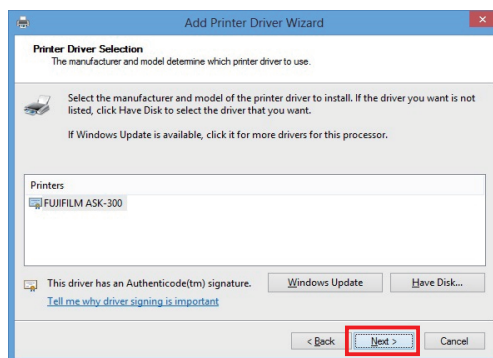 Add Printer Driver Wizard
Printer Driver Selection
The manufacturer and model determine which printer driver to use.
Select the manufacturer and model of the printer driver to install. If the driver you want is not
listed, click Have Disk to select the driver that you want.
If Windows Update is available, click it for more drivers for this processor.
Printers
FUJIFILM ASK-300
This driver has an Authenticode(tm) signature.
Windows Update
Have Disk...
Tell me why driver signing is important
< Back
Next >
Cancel